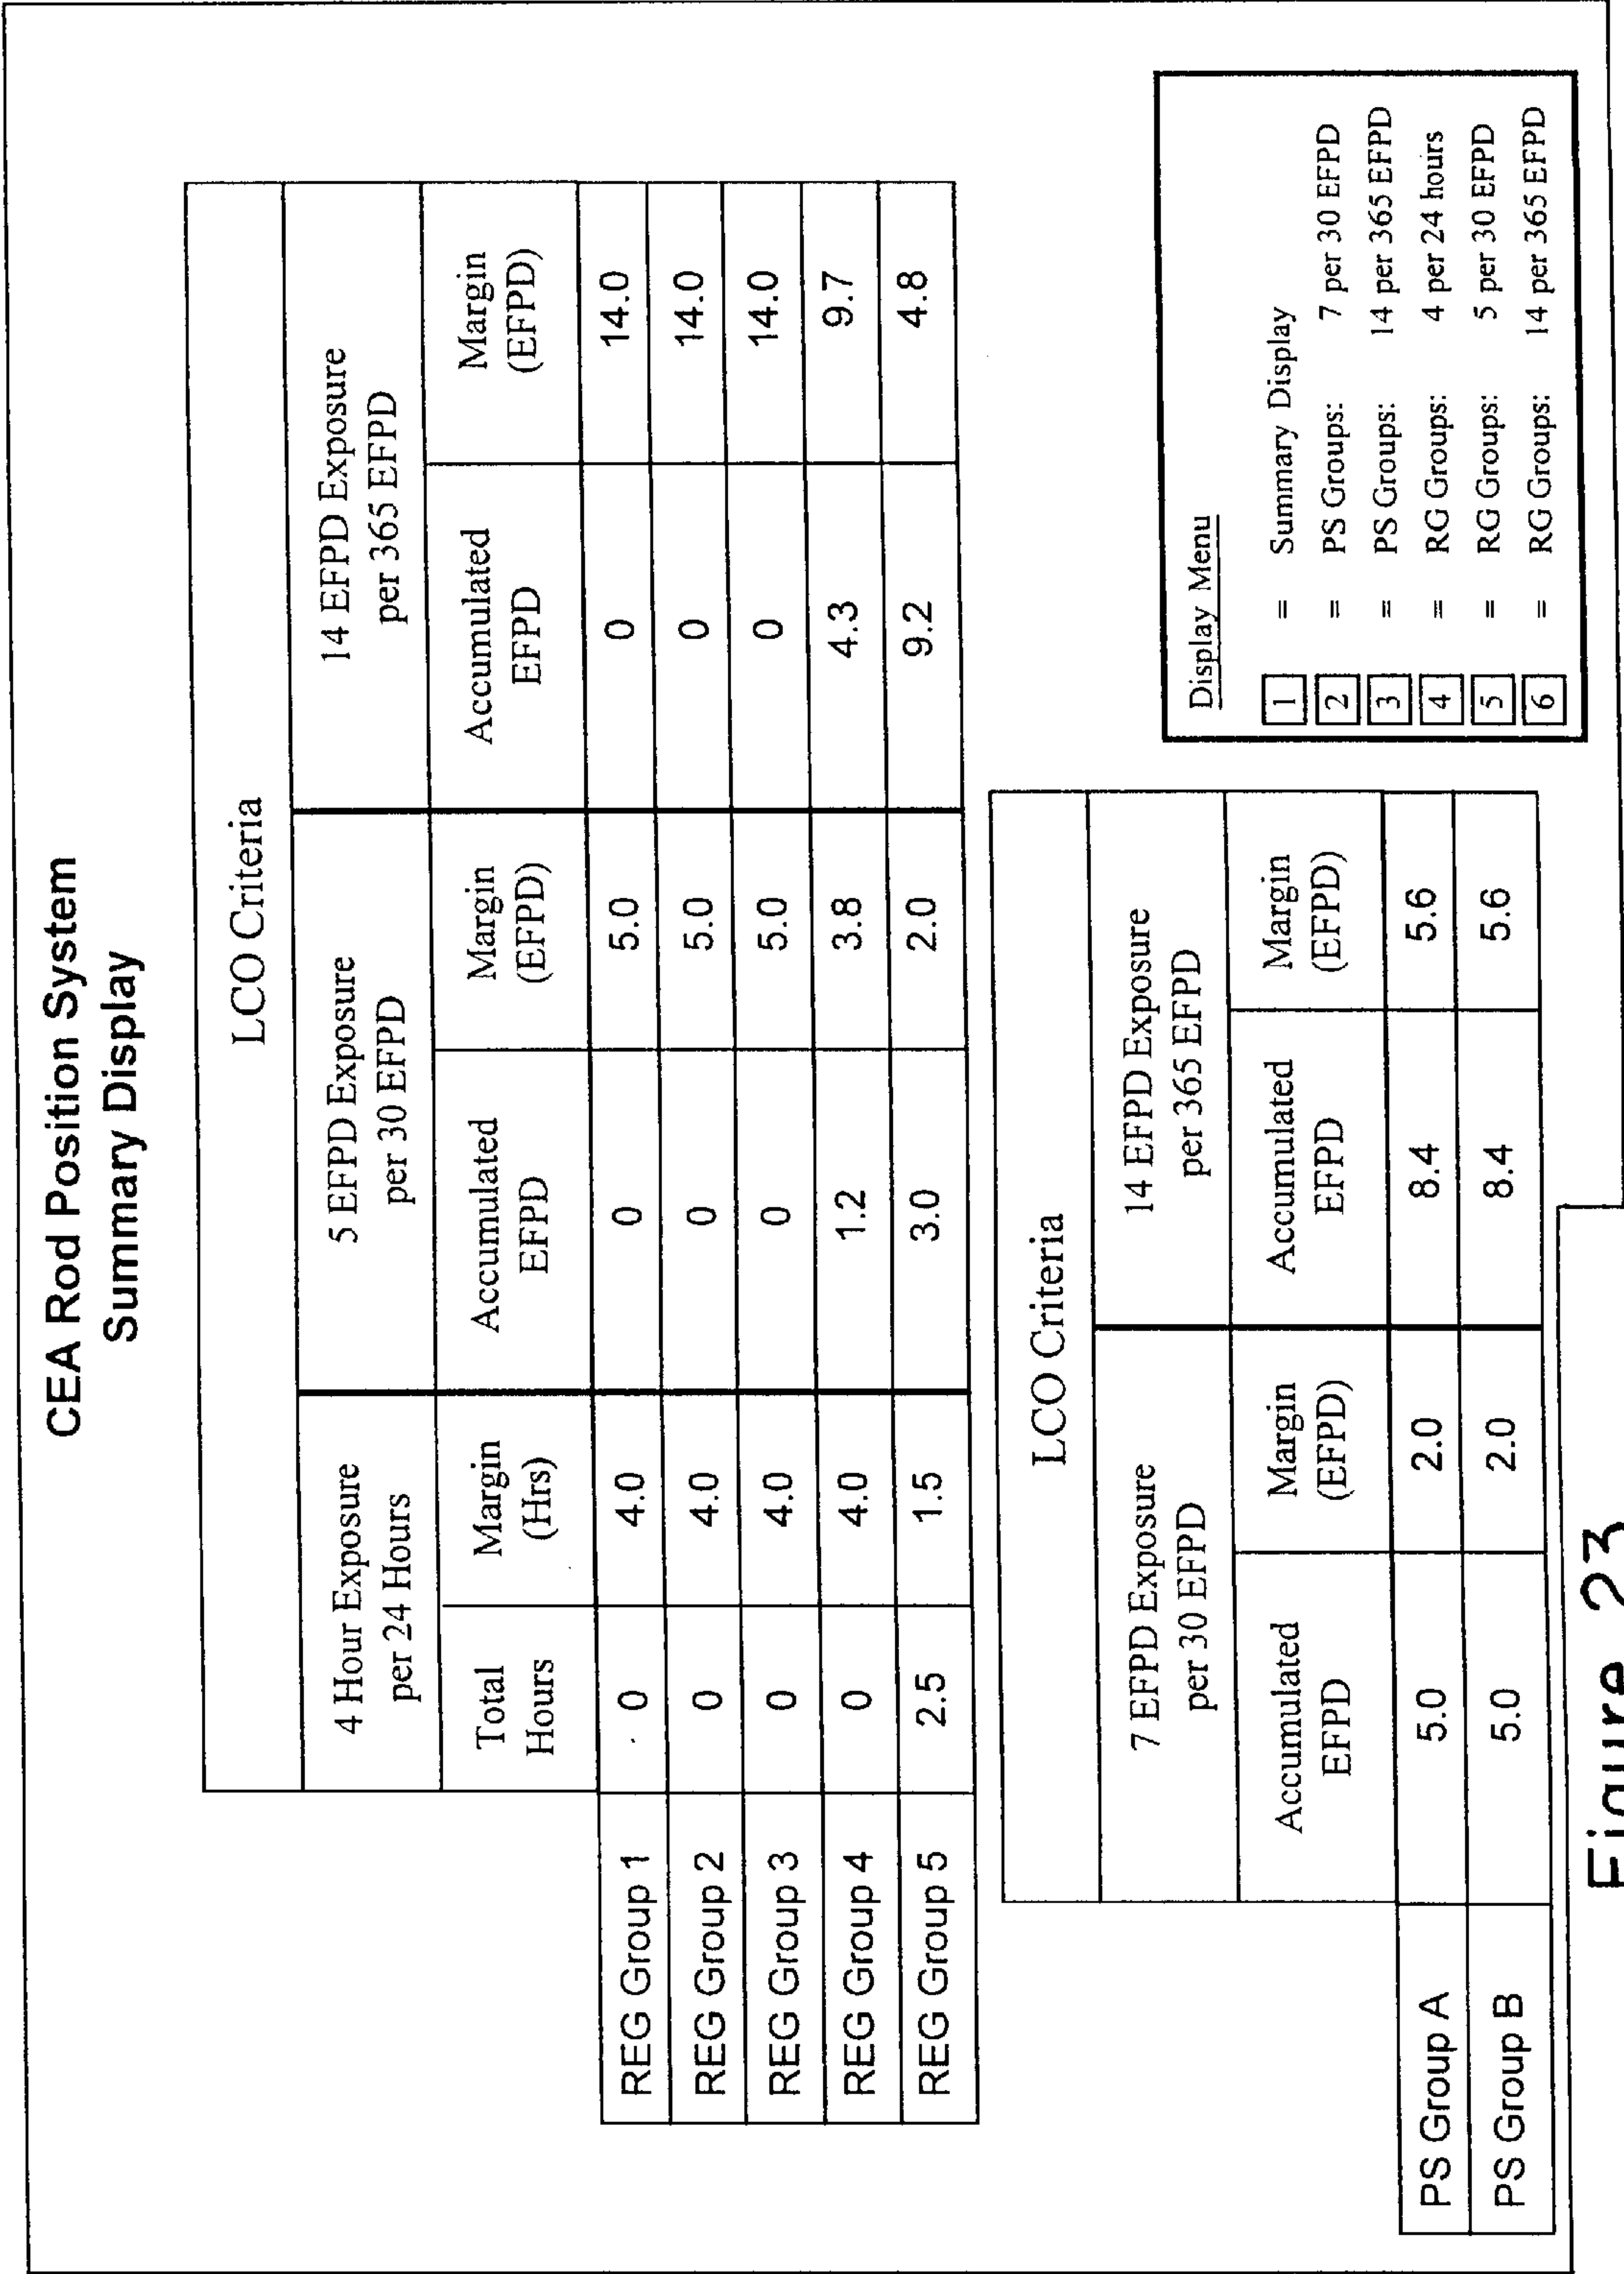 CEA Rod Position System
Summary Display
LCO Criteria
4 Hour Exposure per 24 Hours 5 EFPD Exposure per 30 EFPD 14 EFPD Exposure per 365 EFPD
Total Hours Margin (Hrs) Accumulated EFPD Margin (EFPD) Accumulated EFPD Margin (EFPD)
REG Group 1 0 4.0 0 5.0 0 14.0
REG Group 2 0 4.0 0 5.0 0 14.0
REG Group 3 0 4.0 0 5.0 0 14.0
REG Group 4 0 4.0 1.2 3.8 4.3 9.7
REG Group 5 2.5 1.5 3.0 2.0 9.2 4.8
LCO Criteria
7 EFPD Exposure per 30 EFPD 14 EFPD Exposure per 365 EFPD
Accumulated EFPD Margin (EFPD) Accumulated EFPD Margin (EFPD)
PS Group A 5.0 2.0 8.4 5.6
PS Group B 5.0 2.0 8.4 5.6
Display Menu
1 = Summary Display
2 = PS Groups: 7 per 30 EFPD
3 = PS Groups: 14 per 365 EFPD
4 = RG Groups: 4 per 24 hours
5 = RG Groups: 5 per 30 EFPD
6 = RG Groups: 14 per 365 EFPD
Figure 23